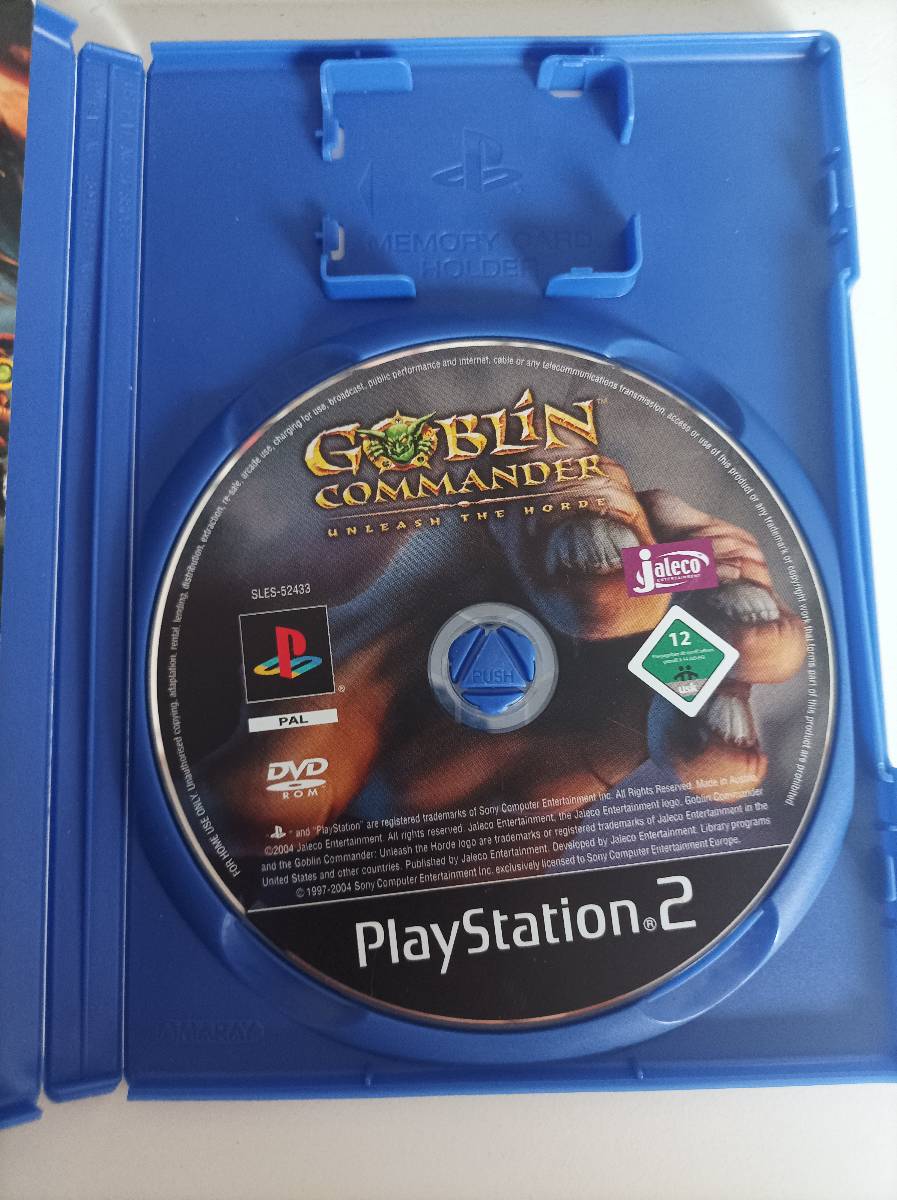 MEMORY CARD
HOLDER
FOR HOME USE ONLY Unauthorised copying, adaptation, rental, lending, distribution, extraction, re-sale, arcade use, charging for use, broadcast, public performance and internet, cable or any telecommunications transmission, access or use of this product or any trademark or copyright work that forms part of this product are prohibited
GOBLIN™
COMMANDER
UNLEASH THE HORDE
jaleco
ENTERTAINMENT
SLES-52433
12
usk
PUSH
®
PAL
DVD
ROM
" and "PlayStation" are registered trademarks of Sony Computer Entertainment Inc. All Rights Reserved. Made in Austria.
©2004 Jaleco Entertainment. All rights reserved. Jaleco Entertainment, the Jaleco Entertainment logo, Goblin Commander
and the Goblin Commander: Unleash the Horde logo are trademarks or registered trademarks of Jaleco Entertainment in the
United States and other countries. Published by Jaleco Entertainment. Developed by Jaleco Entertainment. Library programs
© 1997-2004 Sony Computer Entertainment Inc. exclusively licensed to Sony Computer Entertainment Europe.
PlayStation®2
AMARAY